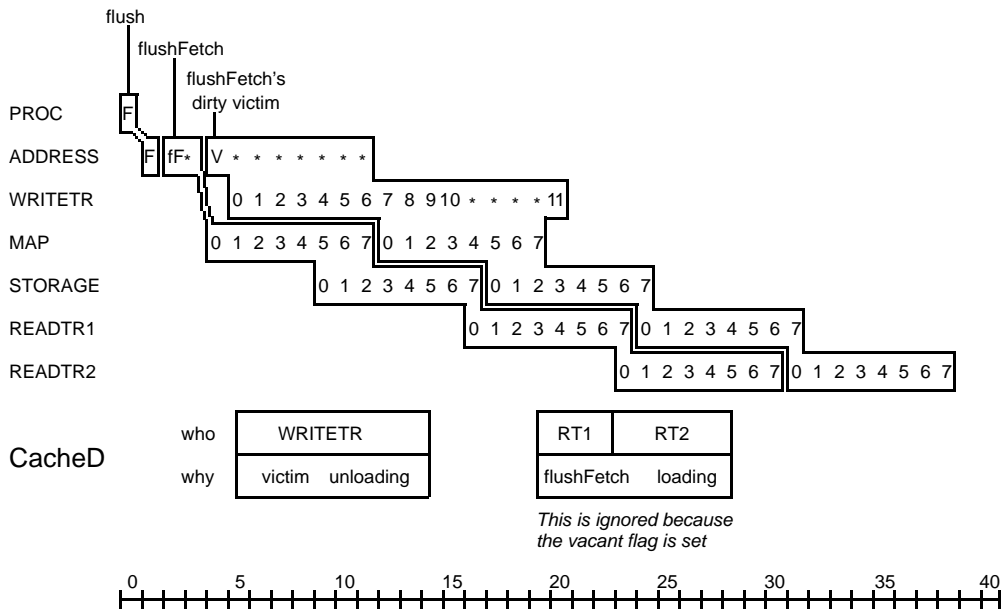 flush
flushFetch
flushFetch's
dirty victim
PROC F
ADDRESS F fF* V * * * * * * *
WRITETR 0 1 2 3 4 5 6 7 8 9 10 * * * * 11
MAP 0 1 2 3 4 5 6 7 0 1 2 3 4 5 6 7
STORAGE 0 1 2 3 4 5 6 7 0 1 2 3 4 5 6 7
READTR1 0 1 2 3 4 5 6 7 0 1 2 3 4 5 6 7
READTR2 0 1 2 3 4 5 6 7 0 1 2 3 4 5 6 7
who WRITETR RT1 RT2
CacheD
why victim unloading flushFetch loading
This is ignored because
the vacant flag is set
0 5 10 15 20 25 30 35 40